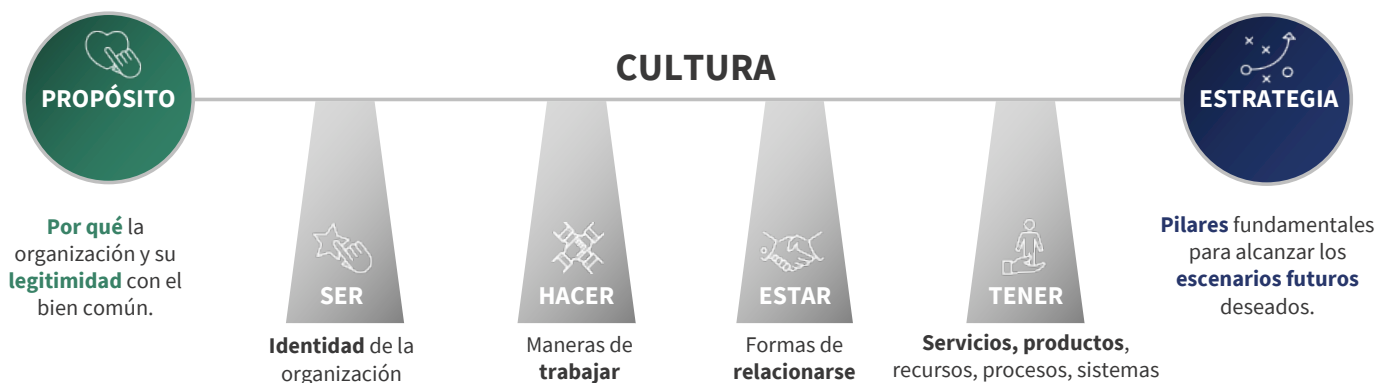 CULTURA
PROPÓSITO
ESTRATEGIA
Por qué la
organización y su
legitimidad con el
bien común.
SER
Identidad de la
organización
HACER
Maneras de
trabajar
ESTAR
Formas de
relacionarse
TENER
Servicios, productos,
recursos, procesos, sistemas
Pilares fundamentales
para alcanzar los
escenarios futuros
deseados.